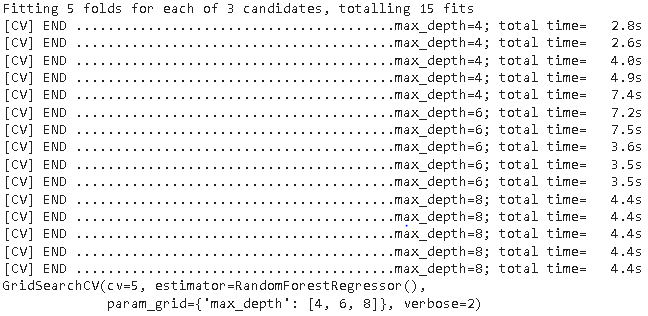 Fitting 5 folds for each of 3 candidates, totalling 15 fits
[CV] END .......................................max_depth=4; total time=   2.8s
[CV] END .......................................max_depth=4; total time=   2.6s
[CV] END .......................................max_depth=4; total time=   4.0s
[CV] END .......................................max_depth=4; total time=   4.9s
[CV] END .......................................max_depth=4; total time=   7.4s
[CV] END .......................................max_depth=6; total time=   7.2s
[CV] END .......................................max_depth=6; total time=   7.5s
[CV] END .......................................max_depth=6; total time=   3.6s
[CV] END .......................................max_depth=6; total time=   3.5s
[CV] END .......................................max_depth=6; total time=   3.5s
[CV] END .......................................max_depth=8; total time=   4.4s
[CV] END .......................................max_depth=8; total time=   4.4s
[CV] END .......................................max_depth=8; total time=   4.4s
[CV] END .......................................max_depth=8; total time=   4.4s
[CV] END .......................................max_depth=8; total time=   4.4s
GridSearchCV(cv=5, estimator=RandomForestRegressor(),
             param_grid={'max_depth': [4, 6, 8]}, verbose=2)